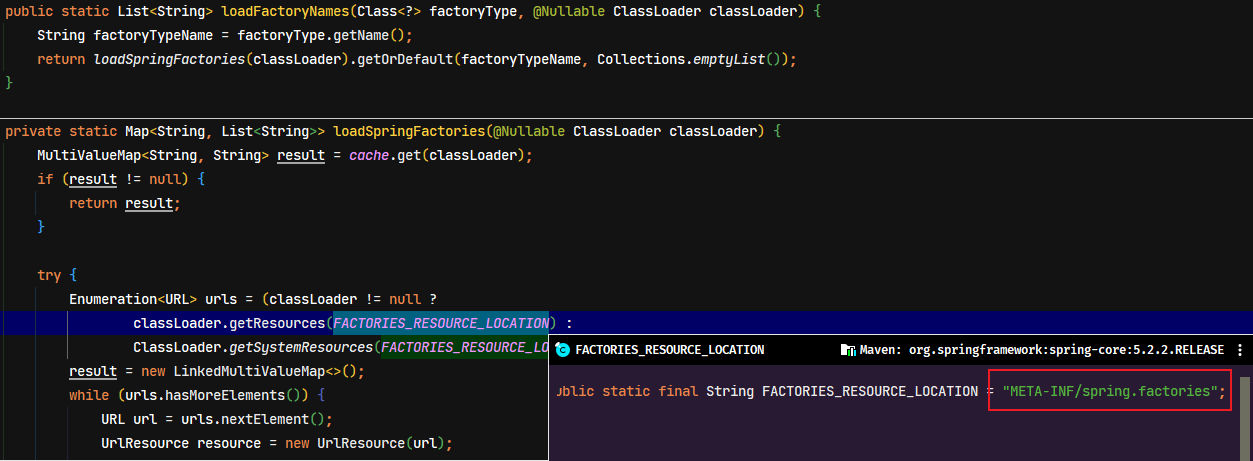 public static List<String> loadFactoryNames(Class<?> factoryType, @Nullable ClassLoader classLoader) {
String factoryTypeName = factoryType.getName();
return loadSpringFactories(classLoader).getOrDefault(factoryTypeName, Collections.emptyList());
}
private static Map<String, List<String>> loadSpringFactories(@Nullable ClassLoader classLoader) {
MultiValueMap<String, String> result = cache.get(classLoader);
if (result != null) {
return result;
}
try {
Enumeration<URL> urls = (classLoader != null ?
classLoader.getResources(FACTORIES_RESOURCE_LOCATION) :
ClassLoader.getSystemResources(FACTORIES_RESOURCE_LO
FACTORIES_RESOURCE_LOCATION Maven: org.springframework:spring-core:5.2.2.RELEASE
result = new LinkedMultiValueMap<>();
ublic static final String FACTORIES_RESOURCE_LOCATION = "META-INF/spring.factories";
while (urls.hasMoreElements()) {
URL url = urls.nextElement();
UrlResource resource = new UrlResource(url);